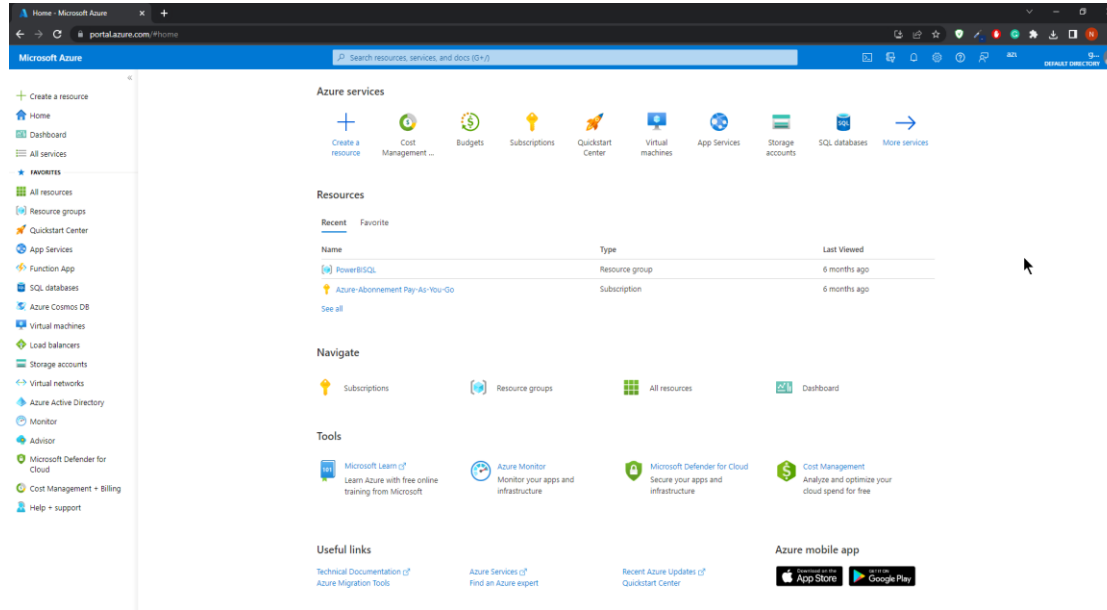 Home - Microsoft Azure
portal.azure.com/#home
N
Microsoft Azure
Search resources, services, and docs (G+/)
DEFAULT DIRECTORY
Create a resource
Home
Dashboard
All services
FAVORITES
All resources
Resource groups
Quickstart Center
App Services
Function App
SQL databases
Azure Cosmos DB
Virtual machines
Load balancers
Storage accounts
Virtual networks
Azure Active Directory
Monitor
Advisor
Microsoft Defender for
Cloud
Cost Management + Billing
Help + support
Azure services
Create a
resource
Cost
Management ...
Budgets
Subscriptions
Quickstart
Center
Virtual
machines
App Services
Storage
accounts
SQL
SQL databases
More services
Resources
Recent Favorite
Name Type Last Viewed
PowerBISQL Resource group 6 months ago
Azure-Abonnement Pay-As-You-Go Subscription 6 months ago
See all
Navigate
Subscriptions Resource groups All resources Dashboard
Tools
101
Microsoft Learn
Learn Azure with free online
training from Microsoft
Azure Monitor
Monitor your apps and
infrastructure
Microsoft Defender for Cloud
Secure your apps and
infrastructure
Cost Management
Analyze and optimize your
cloud spend for free
Useful links
Technical Documentation Azure Services Recent Azure Updates
Azure Migration Tools Find an Azure expert Quickstart Center
Azure mobile app
Download on the
App Store
GET IT ON
Google Play